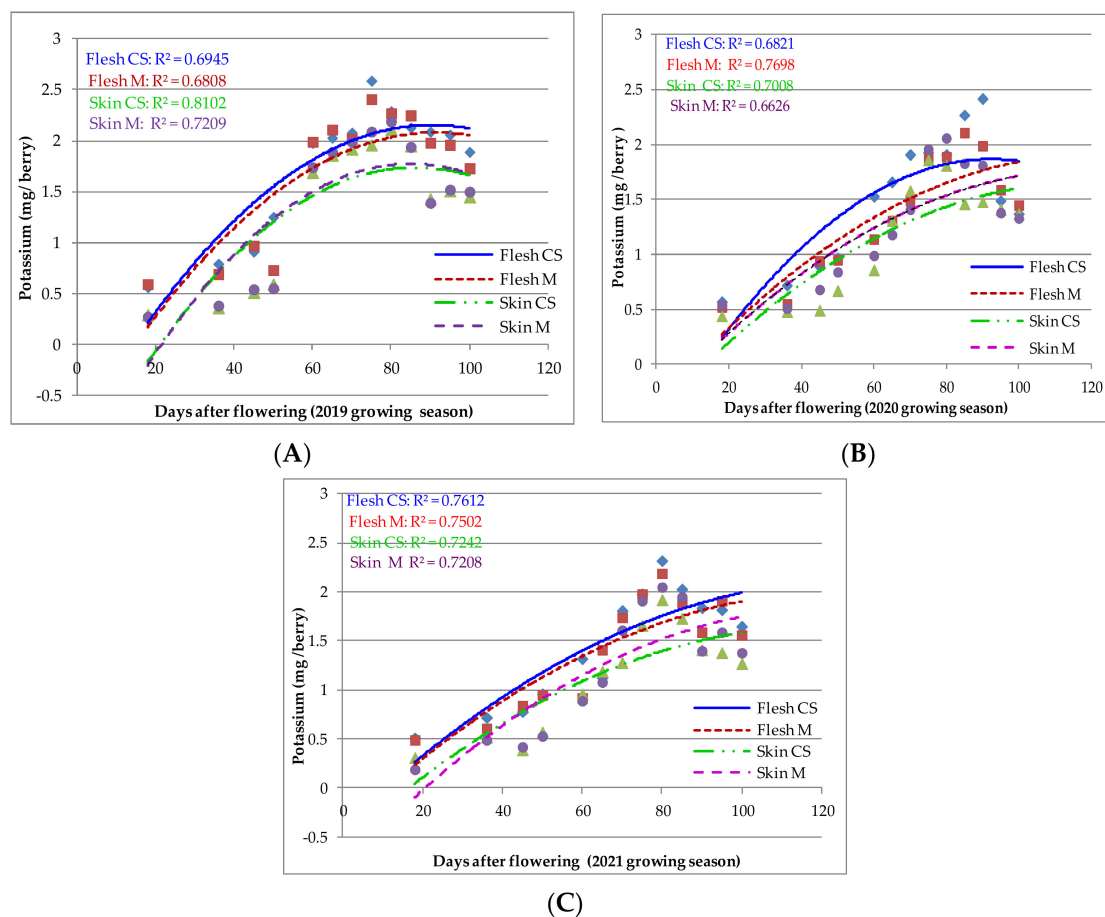 Flesh CS: R² = 0.6945
Flesh M: R² = 0.6808
Skin CS: R² = 0.8102
Skin M: R² = 0.7209
Potassium (mg/berry)
3
2.5
2
1.5
1
0.5
0
-0.5
Flesh CS
Flesh M
Skin CS
Skin M
0 20 40 60 80 100 120
Days after flowering (2019 growing season)
(A)
Flesh CS: R² = 0.6821
Flesh M: R² = 0.7698
Skin CS: R² = 0.7008
Skin M: R² = 0.6626
Potassium (mg/berry)
3
2.5
2
1.5
1
0.5
0
Flesh CS
Flesh M
Skin CS
Skin M
0 20 40 60 80 100 120
Days after flowering (2020 growing season)
(B)
Flesh CS: R² = 0.7612
Flesh M: R² = 0.7502
Skin CS: R² = 0.7242
Skin M R² = 0.7208
Potassium (mg/berry)
3
2.5
2
1.5
1
0.5
0
-0.5
Flesh CS
Flesh M
Skin CS
Skin M
0 20 40 60 80 100 120
Days after flowering (2021 growing season)
(C)